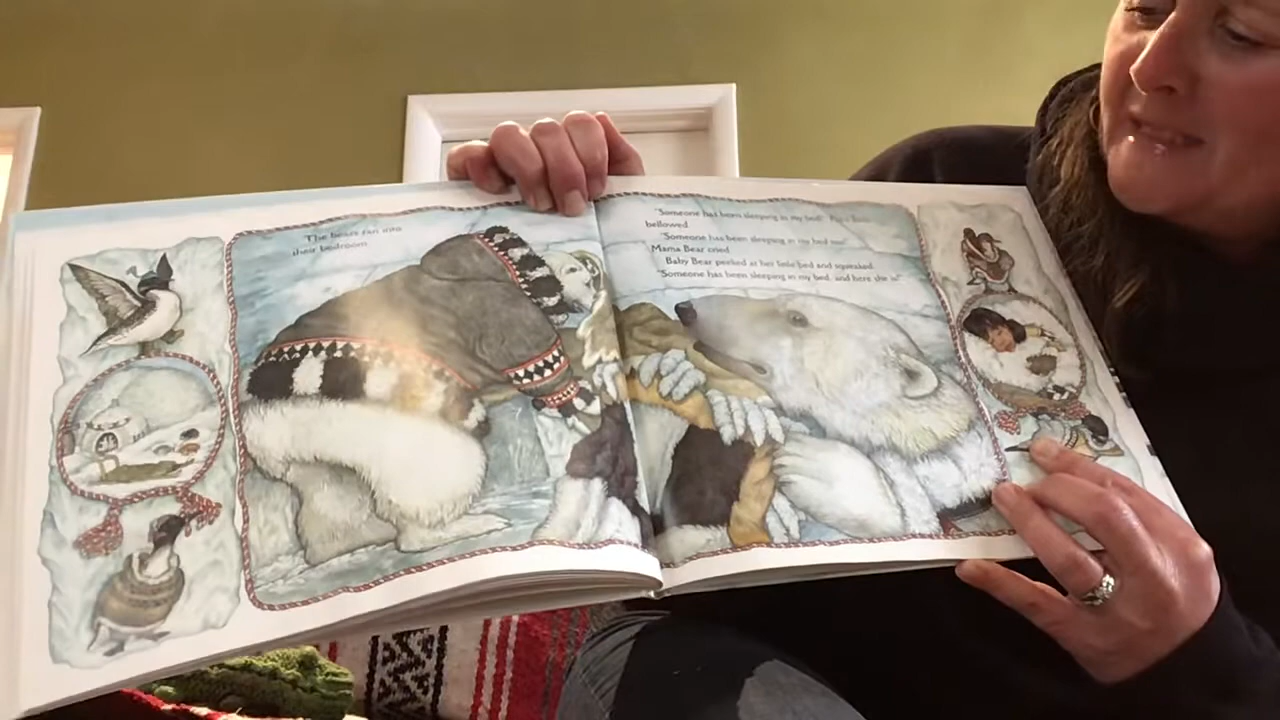 The bears ran into
their bedroom.
"Someone has been sleeping in my bed!" Papa Bear
bellowed.
"Someone has been sleeping in my bed too!"
Mama Bear cried.
Baby Bear peeked at her little bed and squeaked.
"Someone has been sleeping in my bed, and here she is!"